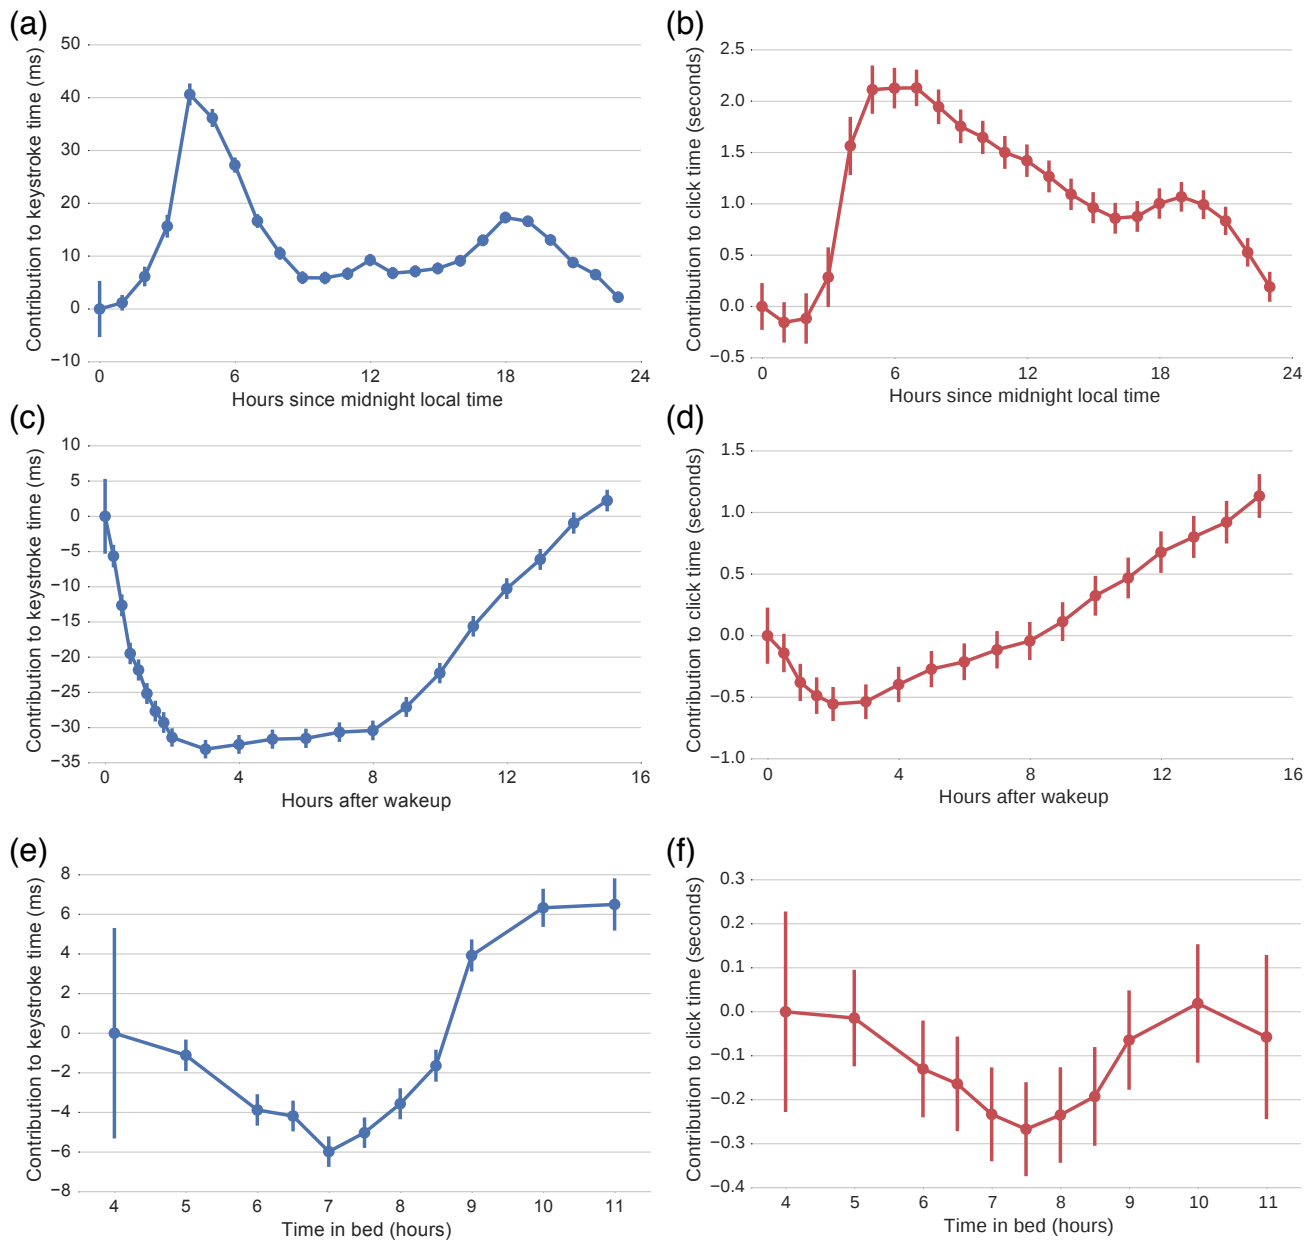 (a)
Contribution to keystroke time (ms)
50
40
30
20
10
0
−10
0 6 12 18 24
Hours since midnight local time
(b)
Contribution to click time (seconds)
2.5
2.0
1.5
1.0
0.5
0.0
−0.5
0 6 12 18 24
Hours since midnight local time
(c)
Contribution to keystroke time (ms)
10
5
0
−5
−10
−15
−20
−25
−30
−35
0 4 8 12 16
Hours after wakeup
(d)
Contribution to click time (seconds)
1.5
1.0
0.5
0.0
−0.5
−1.0
0 4 8 12 16
Hours after wakeup
(e)
Contribution to keystroke time (ms)
8
6
4
2
0
−2
−4
−6
−8
4 5 6 7 8 9 10 11
Time in bed (hours)
(f)
Contribution to click time (seconds)
0.3
0.2
0.1
0.0
−0.1
−0.2
−0.3
−0.4
4 5 6 7 8 9 10 11
Time in bed (hours)